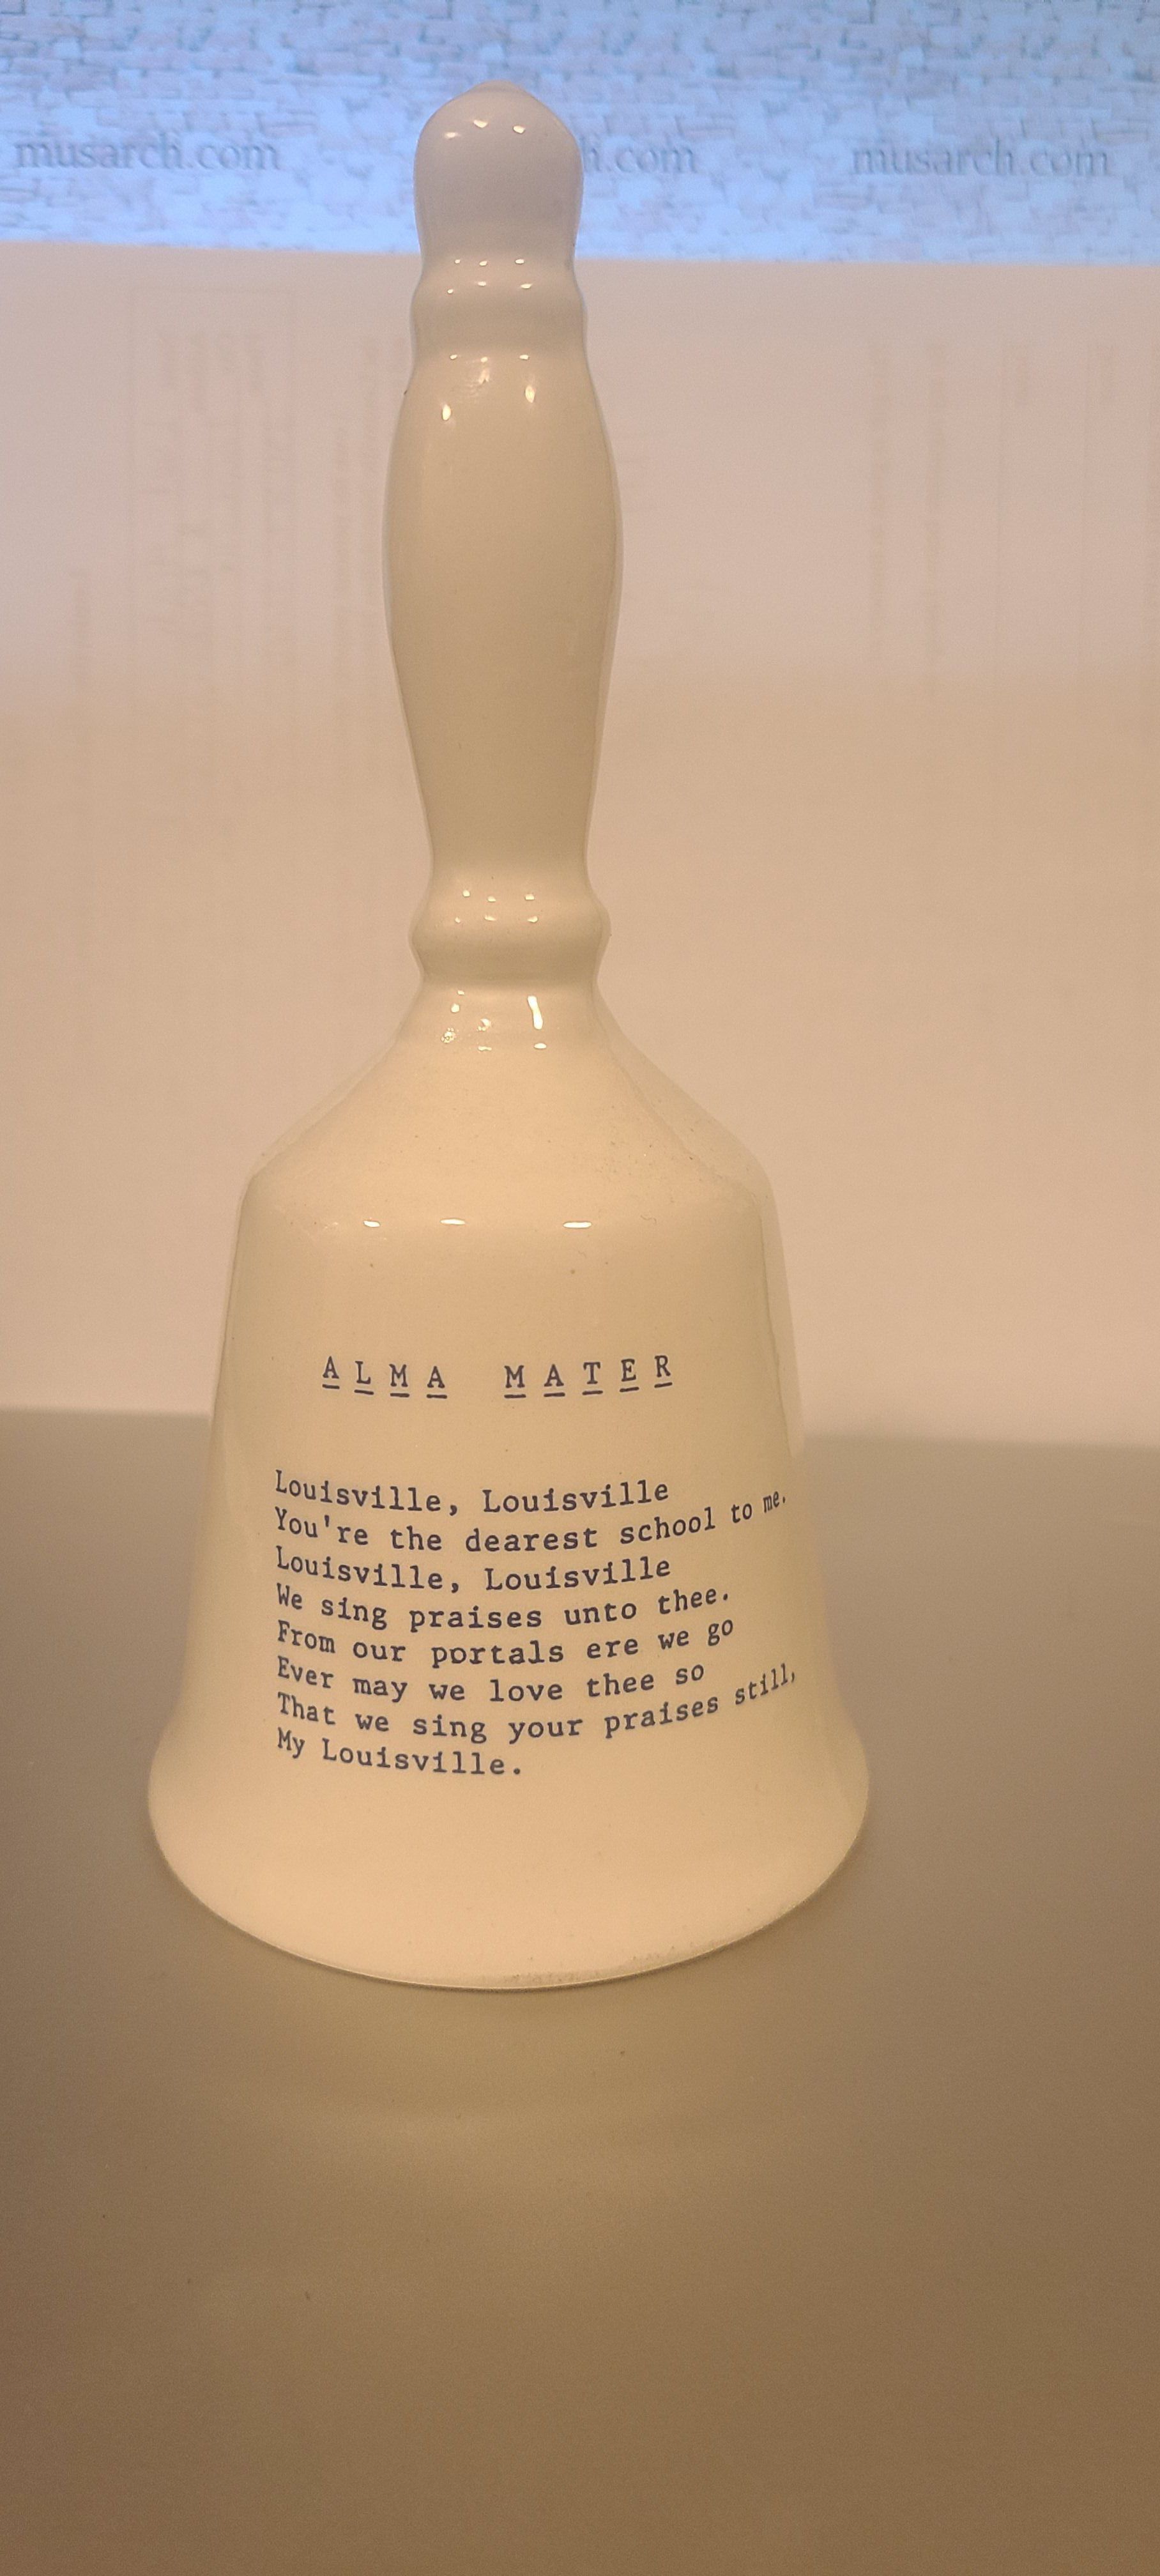 musarch.com h.com musarch.com
ALMA MATER
Louisville, Louisville
You're the dearest school to me.
Louisville, Louisville
We sing praises unto thee.
From our portals ere we go
Ever may we love thee so
That we sing your praises still,
My Louisville.